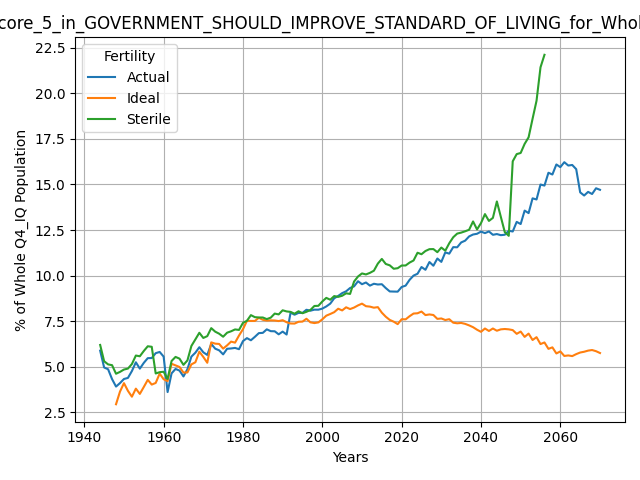 core_5_in_GOVERNMENT_SHOULD_IMPROVE_STANDARD_OF_LIVING_for_Whol
Fertility
Actual
Ideal
Sterile
% of Whole Q4_IQ Population
22.5
20.0
17.5
15.0
12.5
10.0
7.5
5.0
2.5
1940 1960 1980 2000 2020 2040 2060
Years